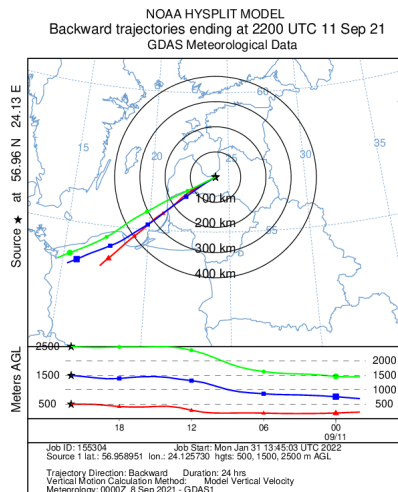 NOAA HYSPLIT MODEL
Backward trajectories ending at 2200 UTC 11 Sep 21
GDAS Meteorological Data
Source ★ at 56.96 N 24.13 E
60
15
20
25
30
35
55
100 km
200 km
300 km
400 km
Meters AGL
2500
1500
500
2000
1500
1000
500
18
12
06
00
09/11
Job ID: 155304 Job Start: Mon Jan 31 13:45:03 UTC 2022
Source 1 lat.: 56.958951 lon.: 24.125730 hgts: 500, 1500, 2500 m AGL
Trajectory Direction: Backward Duration: 24 hrs
Vertical Motion Calculation Method: Model Vertical Velocity
Meteorology: 0000Z 8 Sep 2021 - GDAS1